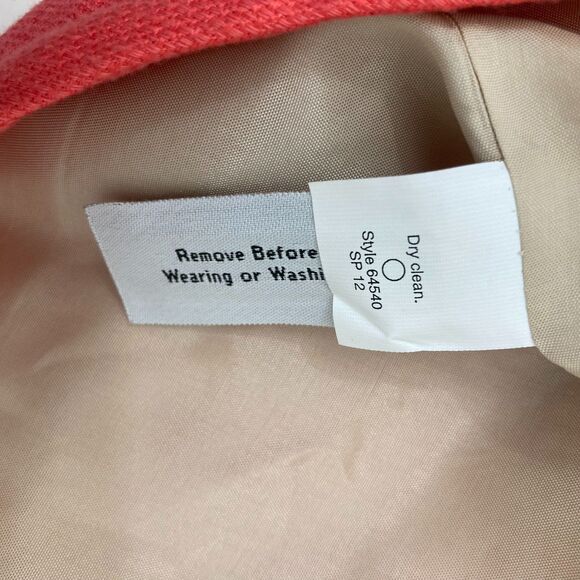 Remove Before
Wearing or Washi
Dry clean.
Style 64540
SP 12